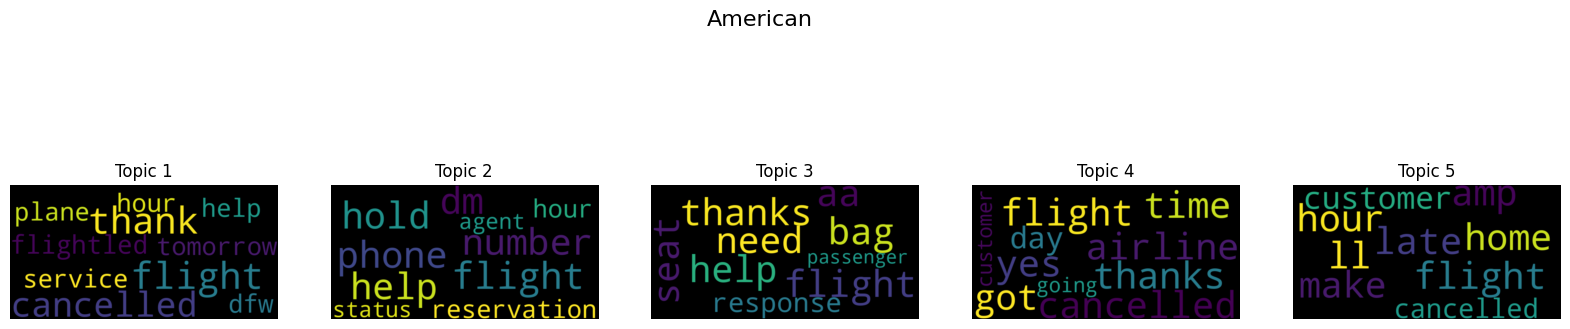 American
Topic 1
plane hour help
thank
flightled tomorrow
service flight
cancelled dfw
Topic 2
hold dm hour
agent
phone number
help flight
status reservation
Topic 3
thanks aa
seat need bag
help passenger
flight
response
Topic 4
customer flight time
day airline
yes
going thanks
got cancelled
Topic 5
customer amp
hour
ll late home
make flight
cancelled